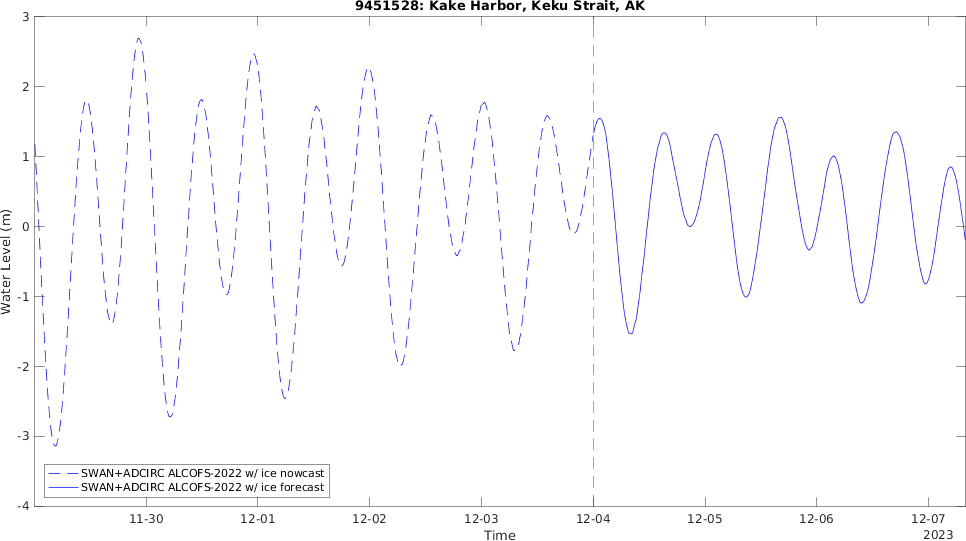 9451528: Kake Harbor, Keku Strait, AK
3
2
1
0
-1
-2
-3
-4
Water Level (m)
SWAN+ADCIRC ALCOFS-2022 w/ ice nowcast
SWAN+ADCIRC ALCOFS-2022 w/ ice forecast
11-30 12-01 12-02 12-03 12-04 12-05 12-06 12-07
Time 2023